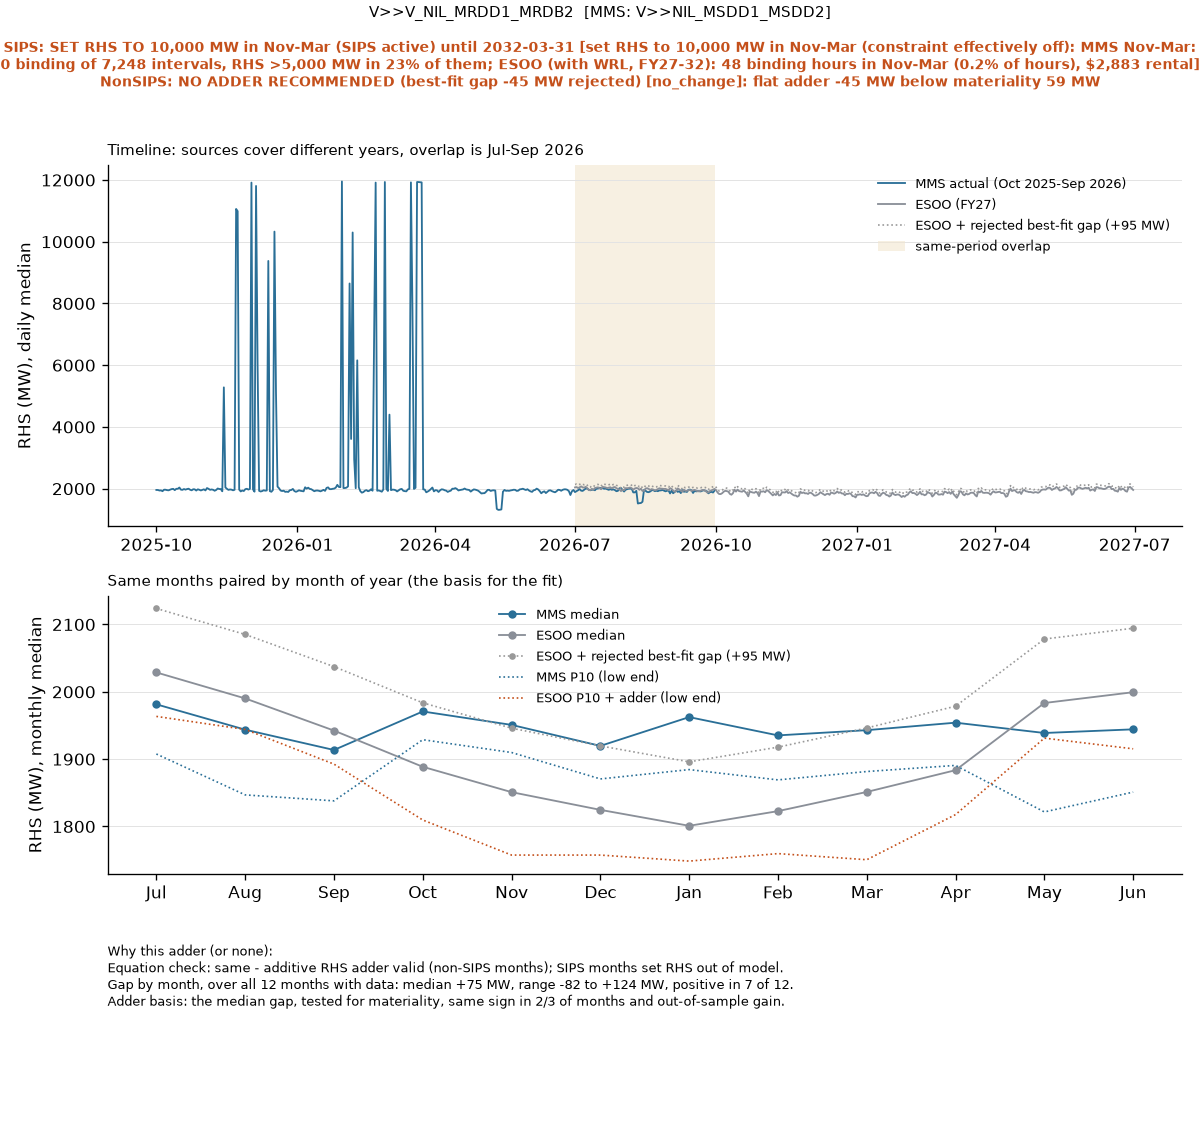 V>>V_NIL_MRDD1_MRDB2  [MMS: V>>NIL_MSDD1_MSDD2]
SIPS: SET RHS TO 10,000 MW in Nov-Mar (SIPS active) until 2032-03-31 [set RHS to 10,000 MW in Nov-Mar (constraint effectively off): MMS Nov-Mar:
0 binding of 7,248 intervals, RHS >5,000 MW in 23% of them; ESOO (with WRL, FY27-32): 48 binding hours in Nov-Mar (0.2% of hours), $2,883 rental]
NonSIPS: NO ADDER RECOMMENDED (best-fit gap -45 MW rejected) [no_change]: flat adder -45 MW below materiality 59 MW
Timeline: sources cover different years, overlap is Jul-Sep 2026
RHS (MW), daily median
12000
10000
8000
6000
4000
2000
MMS actual (Oct 2025-Sep 2026)
ESOO (FY27)
ESOO + rejected best-fit gap (+95 MW)
same-period overlap
2025-10 2026-01 2026-04 2026-07 2026-10 2027-01 2027-04 2027-07
Same months paired by month of year (the basis for the fit)
RHS (MW), monthly median
2100
2000
1900
1800
MMS median
ESOO median
ESOO + rejected best-fit gap (+95 MW)
MMS P10 (low end)
ESOO P10 + adder (low end)
Jul Aug Sep Oct Nov Dec Jan Feb Mar Apr May Jun
Why this adder (or none):
Equation check: same - additive RHS adder valid (non-SIPS months); SIPS months set RHS out of model.
Gap by month, over all 12 months with data: median +75 MW, range -82 to +124 MW, positive in 7 of 12.
Adder basis: the median gap, tested for materiality, same sign in 2/3 of months and out-of-sample gain.